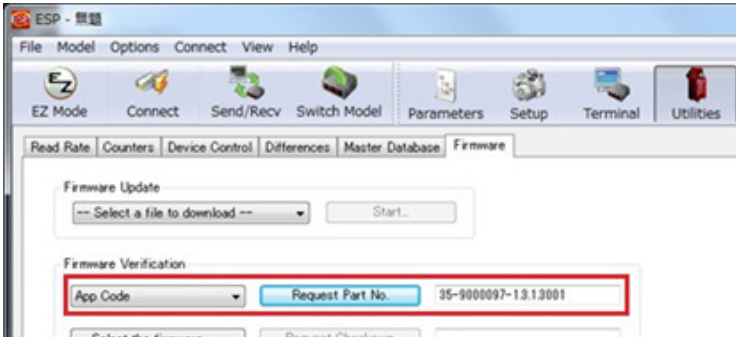 ESP - 無題
File Model Options Connect View Help
EZ Mode Connect Send/Recv Switch Model Parameters Setup Terminal Utilities
Read Rate Counters Device Control Differences Master Database Firmware
Firmware Update
-- Select a file to download -- Start...
Firmware Verification
App Code Request Part No. 35-9000097-1.3.1.3001